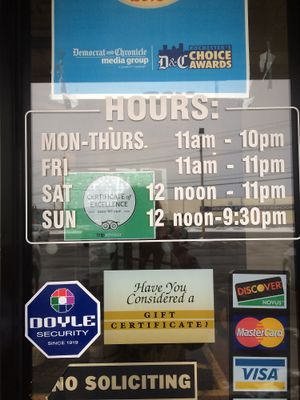 Democrat and Chronicle
media group
ROCHESTER'S
CHOICE
D&C AWARDS
HOURS:
MON-THURS 11am - 10pm
FRI 11am - 11pm
SAT 12 noon - 11pm
SUN 12 noon-9:30pm
CERTIFICATE of
EXCELLENCE
DOYLE
SECURITY
SINCE 1919
Have You
Considered a
GIFT
CERTIFICATE?
DISCOVER
NOVUS
MasterCard
VISA
NO SOLICITING